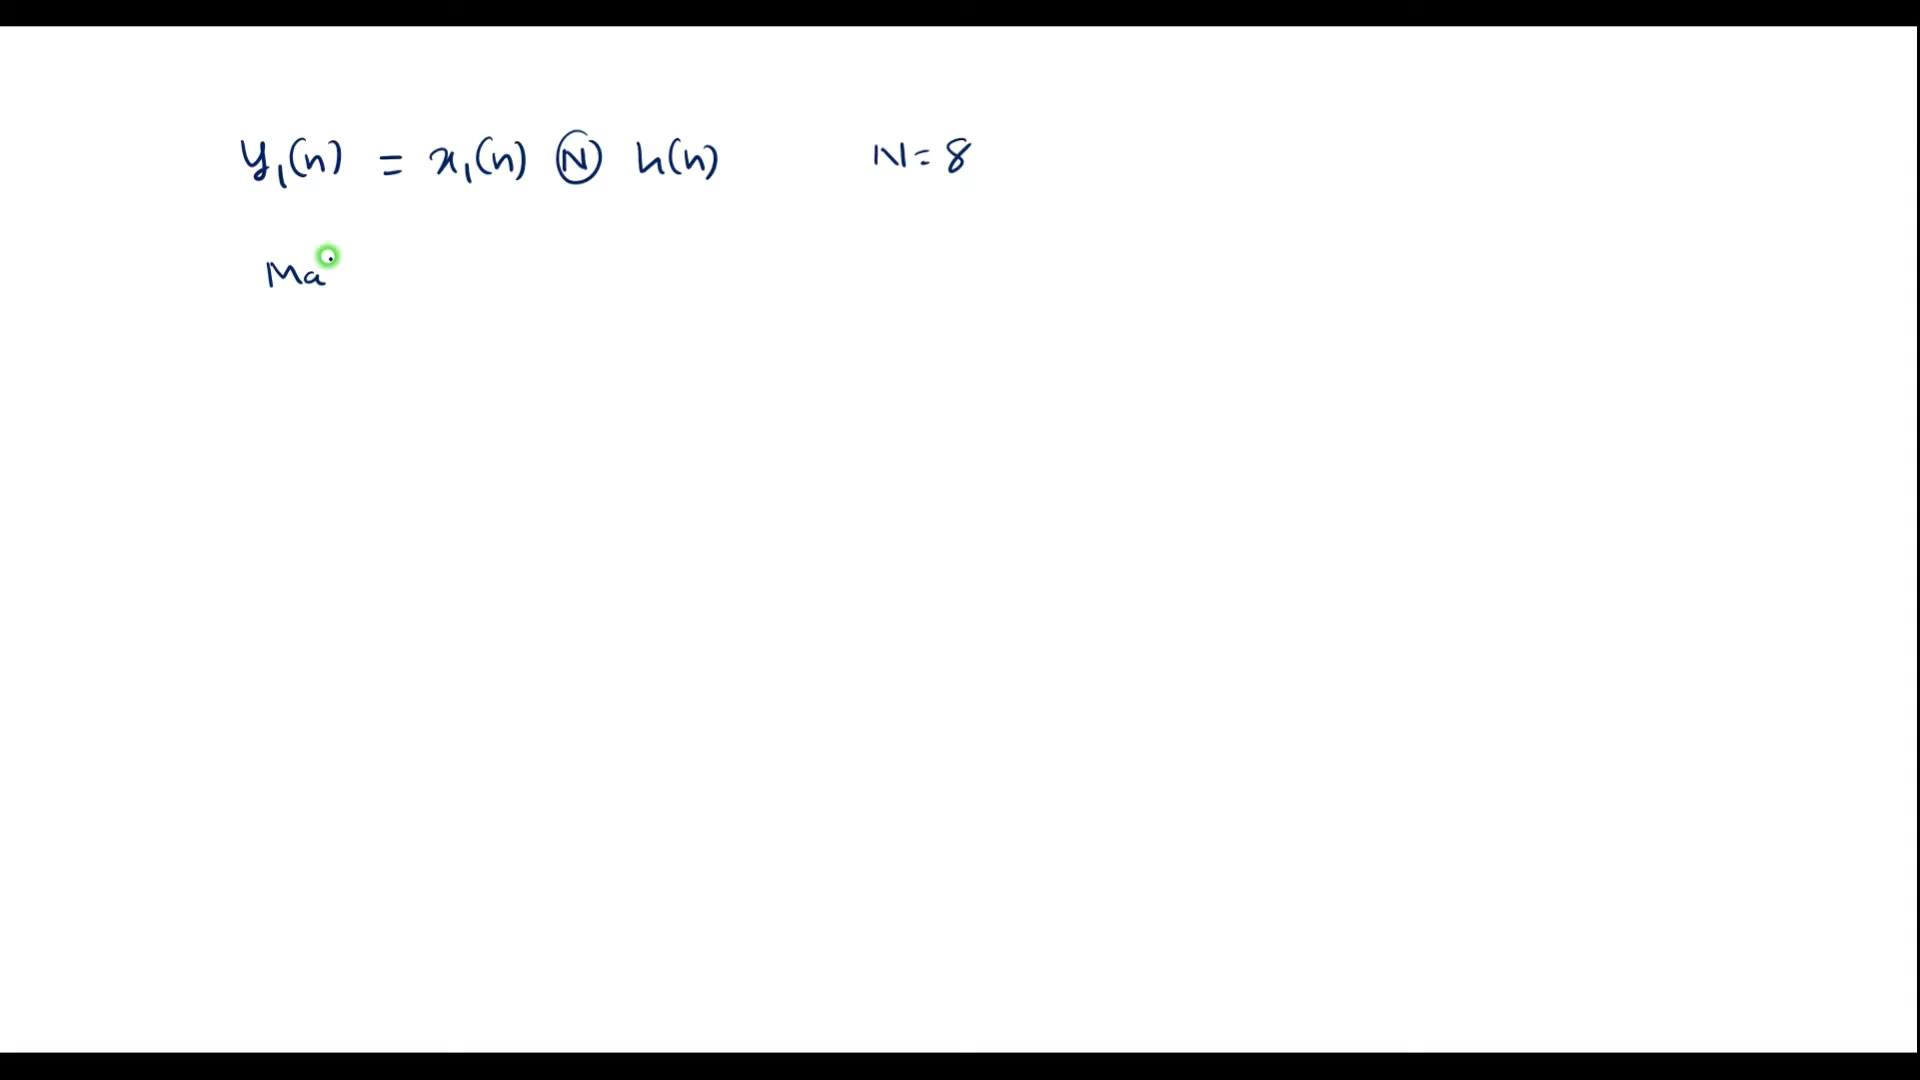 y₁(n) = x₁(n) Ⓝ h(n) N = 8
Ma